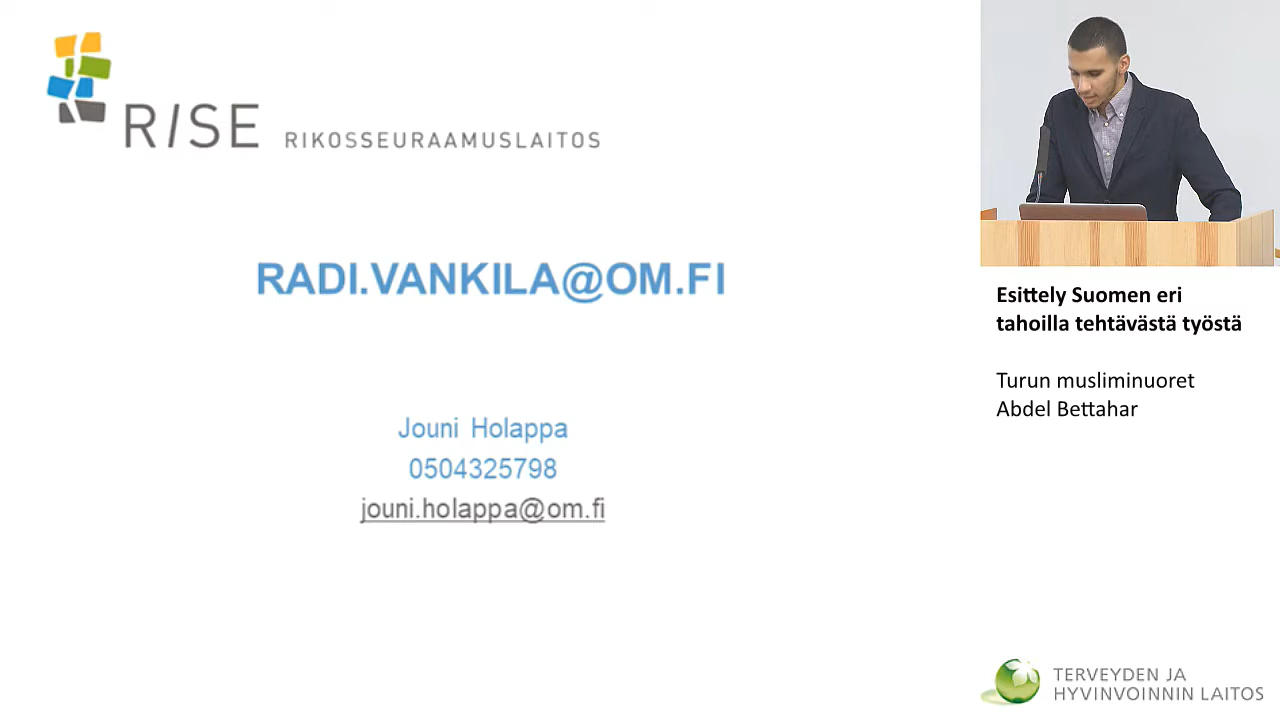 RISE RIKOSSEURAAMUSLAITOS
RADI.VANKILA@OM.FI
Jouni Holappa
0504325798
jouni.holappa@om.fi
Esittely Suomen eri
tahoilla tehtävästä työstä
Turun musliminuoret
Abdel Bettahar
TERVEYDEN JA
HYVINVOINNIN LAITOS